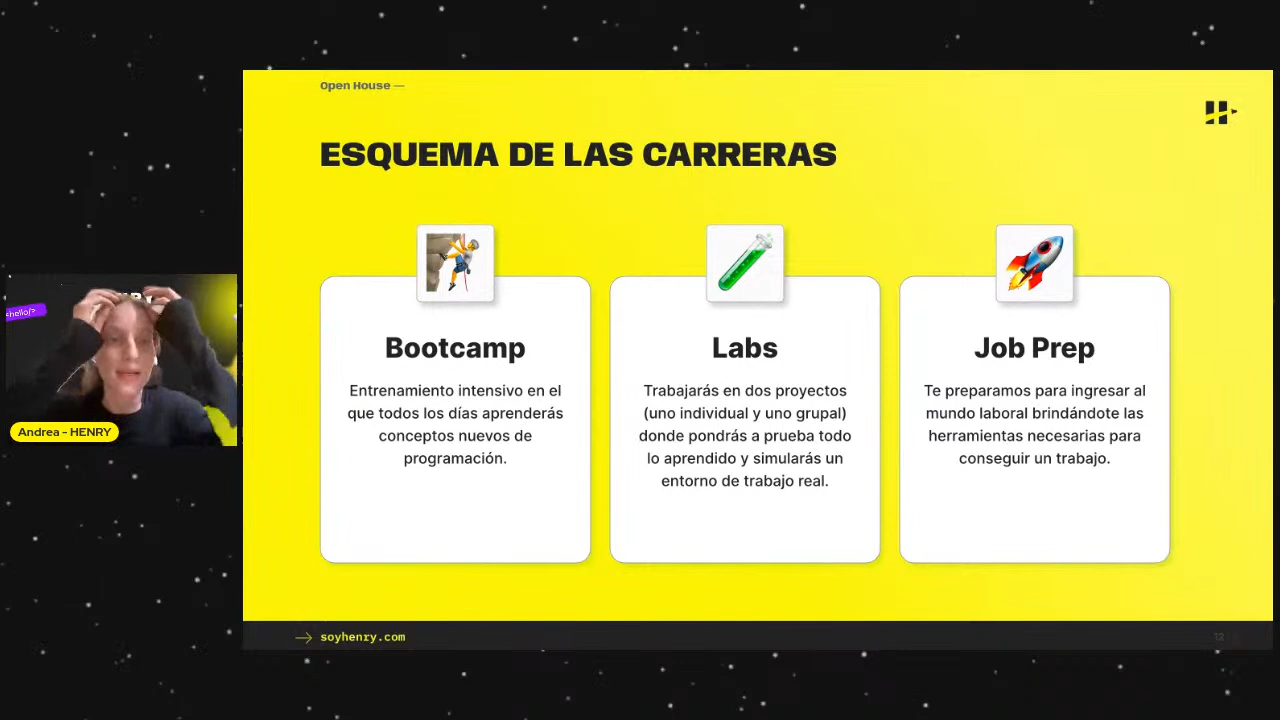 Open House —
ESQUEMA DE LAS CARRERAS
Bootcamp
Entrenamiento intensivo en el
que todos los días aprenderás
conceptos nuevos de
programación.
Labs
Trabajarás en dos proyectos
(uno individual y uno grupal)
donde pondrás a prueba todo
lo aprendido y simularás un
entorno de trabajo real.
Job Prep
Te preparamos para ingresar al
mundo laboral brindándote las
herramientas necesarias para
conseguir un trabajo.
<hello/>
Andrea - HENRY
→ soyhenry.com
12